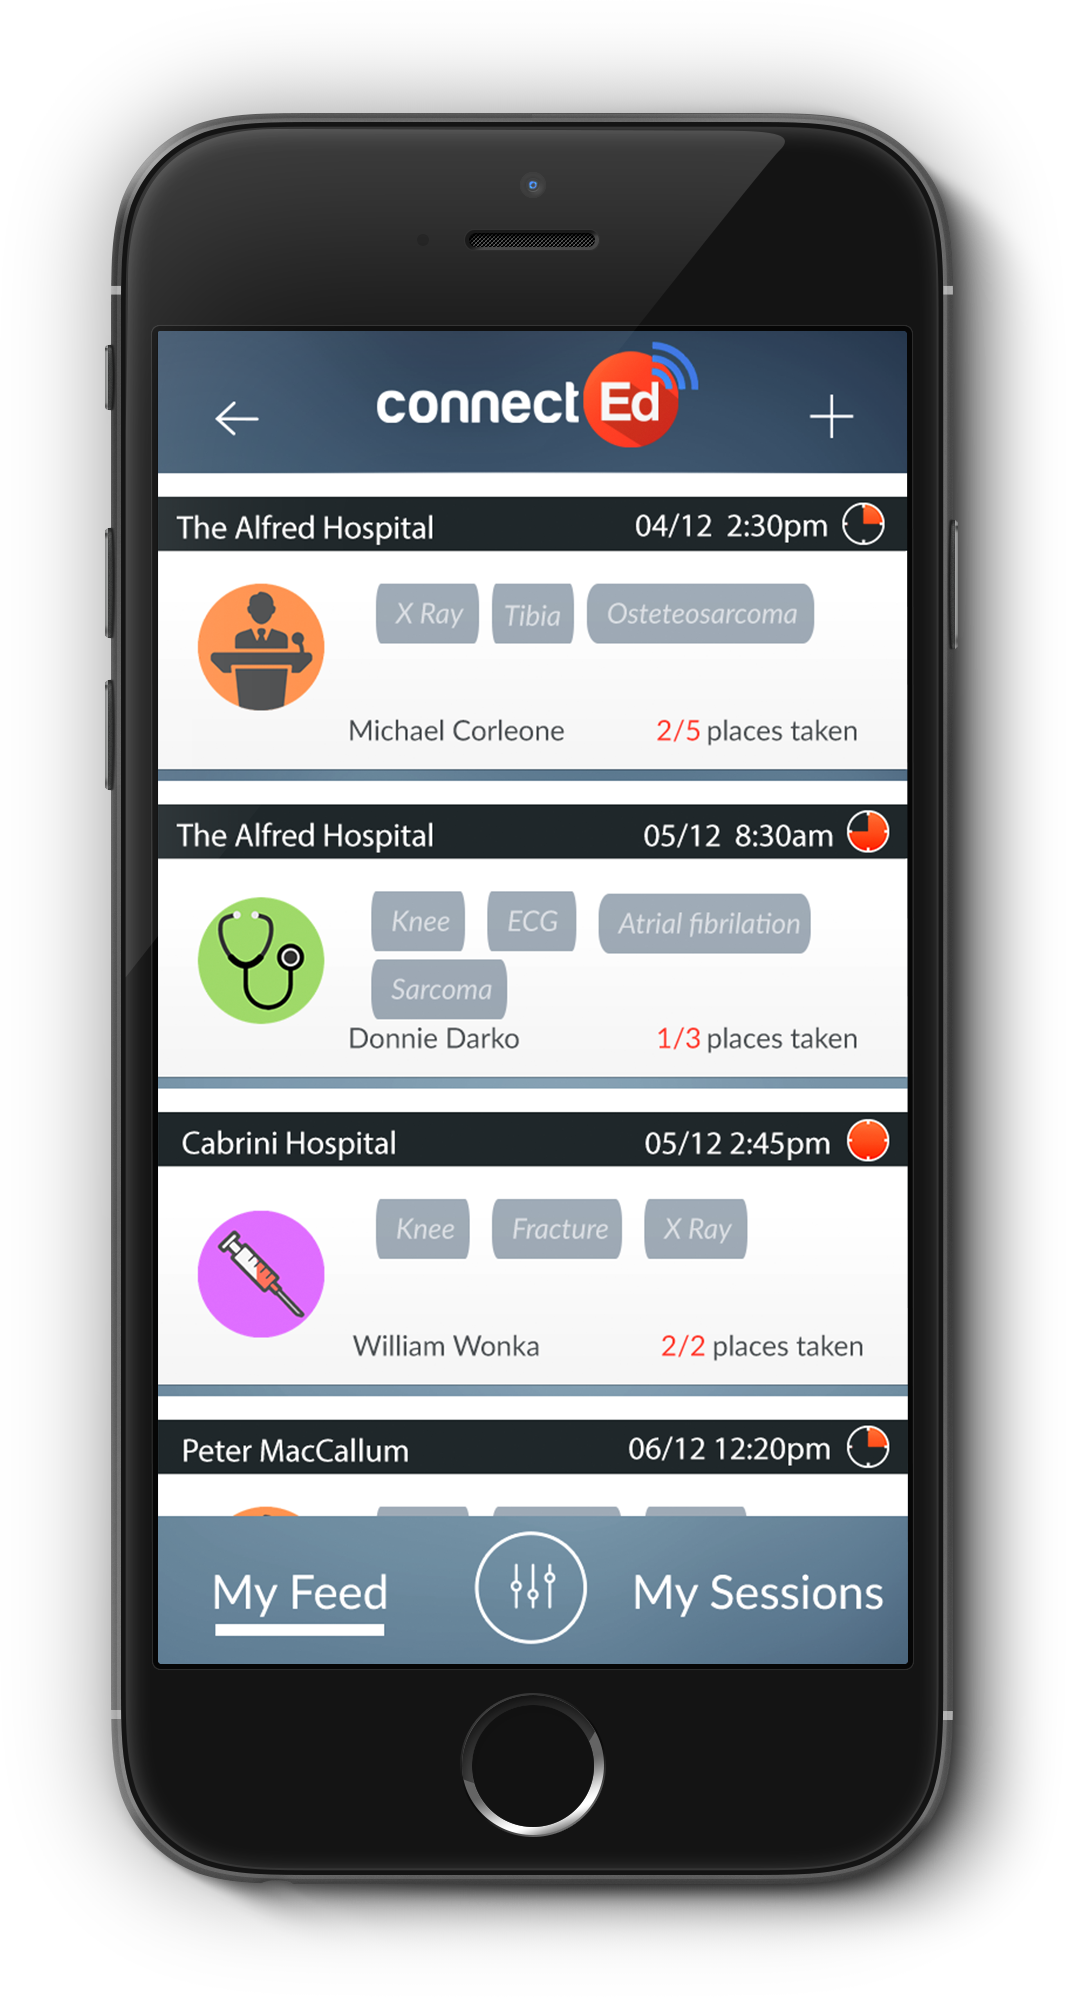 connectEd
The Alfred Hospital 04/12 2:30pm
X Ray Tibia Osteteosarcoma
Michael Corleone 2/5 places taken
The Alfred Hospital 05/12 8:30am
Knee ECG Atrial fibrilation
Sarcoma
Donnie Darko 1/3 places taken
Cabrini Hospital 05/12 2:45pm
Knee Fracture X Ray
William Wonka 2/2 places taken
Peter MacCallum 06/12 12:20pm
My Feed My Sessions